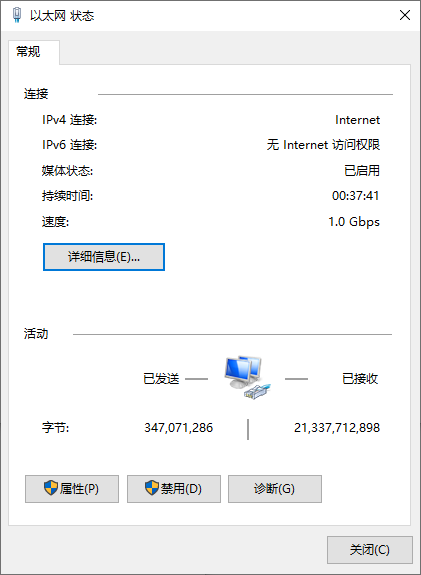 以太网 状态
常规
连接
IPv4 连接: Internet
IPv6 连接: 无 Internet 访问权限
媒体状态: 已启用
持续时间: 00:37:41
速度: 1.0 Gbps
详细信息(E)...
活动
已发送 已接收
字节: 347,071,286 21,337,712,898
属性(P) 禁用(D) 诊断(G)
关闭(C)